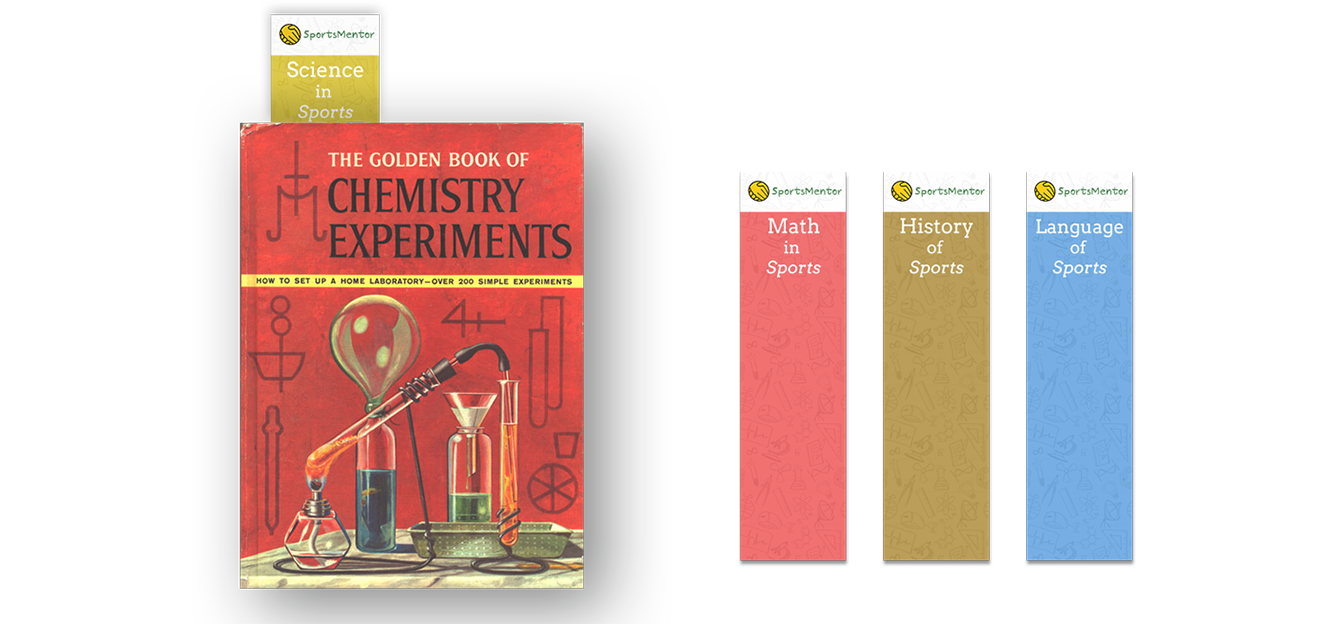 SportsMentor
Science
in
Sports
THE GOLDEN BOOK OF
CHEMISTRY
EXPERIMENTS
HOW TO SET UP A HOME LABORATORY—OVER 200 SIMPLE EXPERIMENTS
SportsMentor
Math
in
Sports
SportsMentor
History
of
Sports
SportsMentor
Language
of
Sports